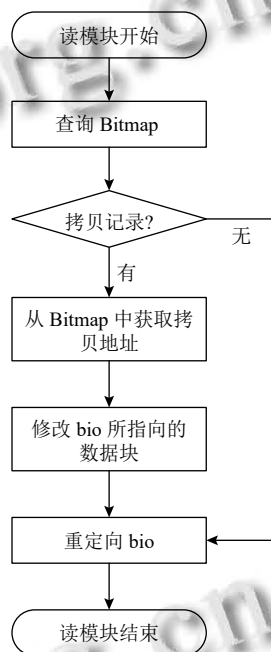 读模块开始
查询 Bitmap
拷贝记录?
无
有
从 Bitmap 中获取拷
贝地址
修改 bio 所指向的
数据块
重定向 bio
读模块结束